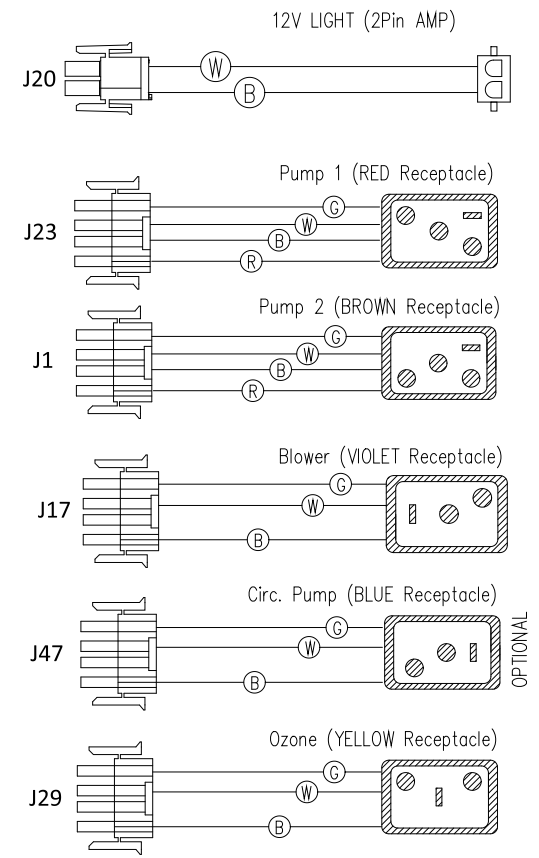 12V LIGHT (2Pin AMP)
J20
W
B
Pump 1 (RED Receptacle)
J23
G
W
B
R
Pump 2 (BROWN Receptacle)
J1
G
W
B
R
Blower (VIOLET Receptacle)
J17
G
W
B
Circ. Pump (BLUE Receptacle)
J47
G
W
B
OPTIONAL
Ozone (YELLOW Receptacle)
J29
G
W
B